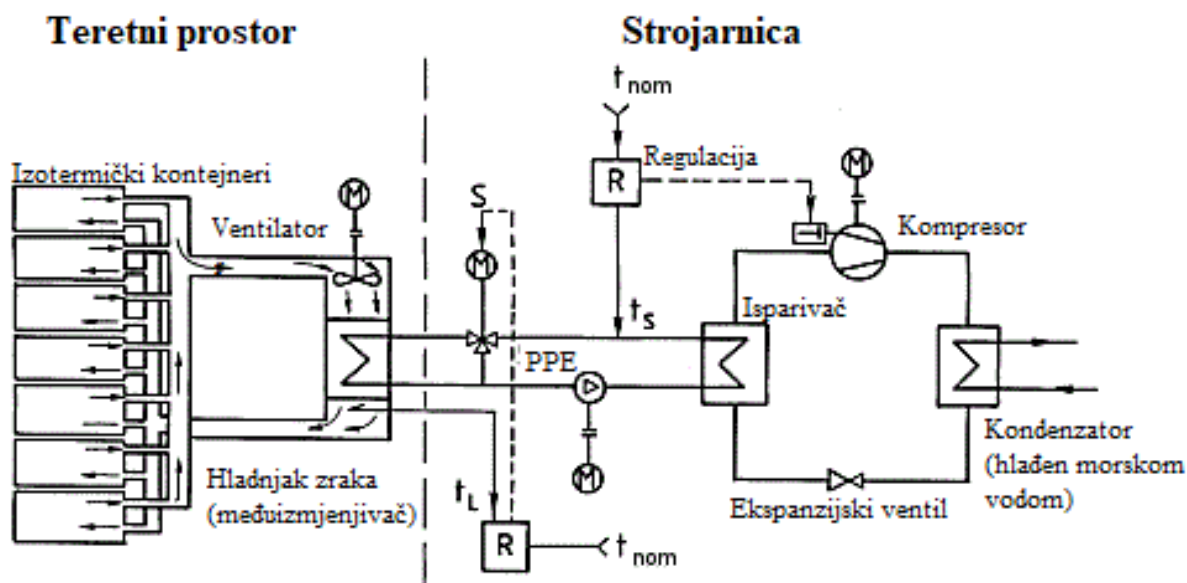 Teretni prostor
Strojarnica
t nom
Izotermički kontejneri
Regulacija
M
M
R
S
Ventilator
Kompresor
M
t S
Isparivač
PPE
Hladnjak zraka
(međuizmjenjivač)
M
Kondenzator
(hlađen morskom
vodom)
t L
Ekspanzijski ventil
R
t nom